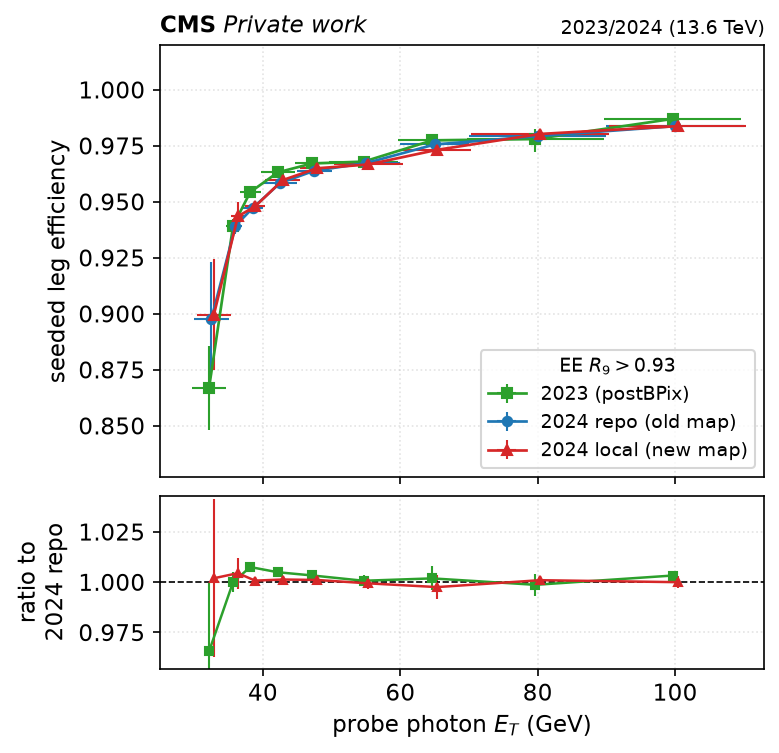 CMS Private work 2023/2024 (13.6 TeV)
1.000
0.975
0.950
0.925
0.900
0.875
0.850
seeded leg efficiency
EE R₉ > 0.93
2023 (postBPix)
2024 repo (old map)
2024 local (new map)
1.025
1.000
0.975
ratio to
2024 repo
40 60 80 100
probe photon E_T (GeV)